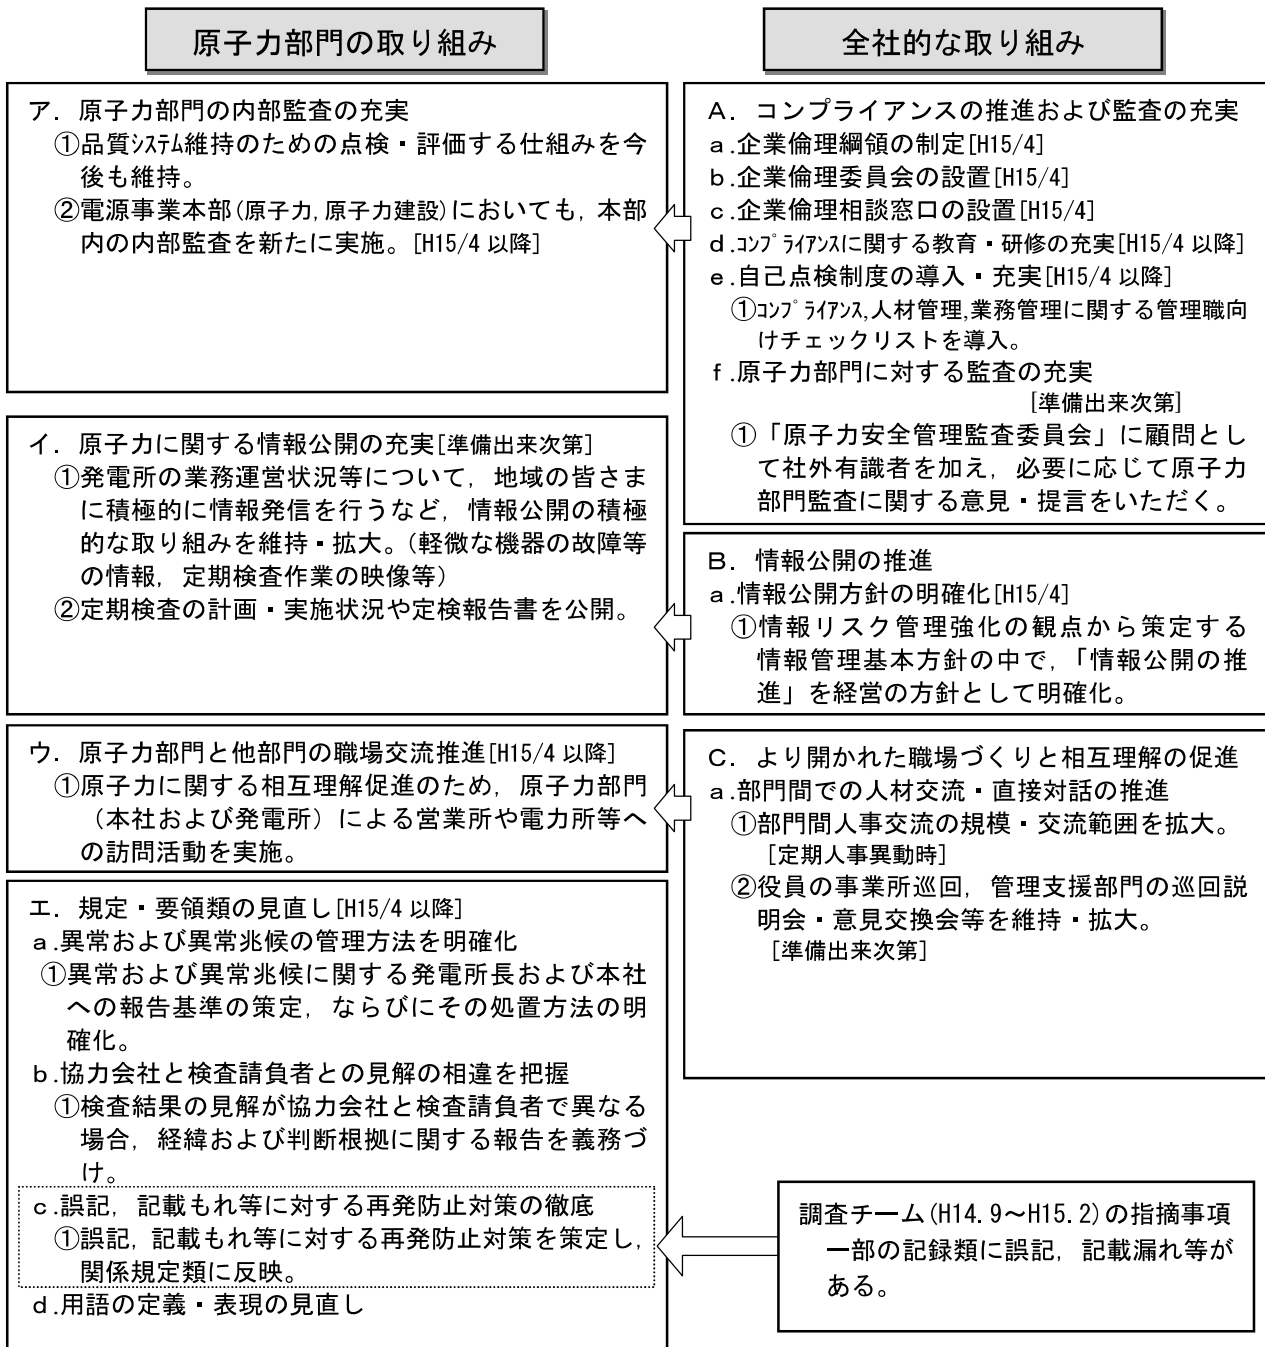 原子力部門の取り組み
ア．原子力部門の内部監査の充実
①品質システム維持のための点検・評価する仕組みを今
後も維持。
②電源事業本部(原子力,原子力建設)においても，本部
内の内部監査を新たに実施。[H15/4 以降]
イ．原子力に関する情報公開の充実[準備出来次第]
①発電所の業務運営状況等について，地域の皆さま
に積極的に情報発信を行うなど，情報公開の積極
的な取り組みを維持・拡大。(軽微な機器の故障等
の情報，定期検査作業の映像等)
②定期検査の計画・実施状況や定検報告書を公開。
ウ．原子力部門と他部門の職場交流推進[H15/4 以降]
①原子力に関する相互理解促進のため，原子力部門
（本社および発電所）による営業所や電力所等へ
の訪問活動を実施。
エ．規定・要領類の見直し[H15/4 以降]
ａ.異常および異常兆候の管理方法を明確化
①異常および異常兆候に関する発電所長および本社
への報告基準の策定，ならびにその処置方法の明
確化。
ｂ.協力会社と検査請負者との見解の相違を把握
①検査結果の見解が協力会社と検査請負者で異なる
場合，経緯および判断根拠に関する報告を義務づ
け。
ｃ.誤記，記載もれ等に対する再発防止対策の徹底
①誤記，記載もれ等に対する再発防止対策を策定し，
関係規定類に反映。
ｄ.用語の定義・表現の見直し
全社的な取り組み
Ａ．コンプライアンスの推進および監査の充実
ａ.企業倫理綱領の制定[H15/4]
ｂ.企業倫理委員会の設置[H15/4]
ｃ.企業倫理相談窓口の設置[H15/4]
ｄ.コンプライアンスに関する教育・研修の充実[H15/4 以降]
ｅ.自己点検制度の導入・充実[H15/4 以降]
①コンプライアンス,人材管理,業務管理に関する管理職向
けチェックリストを導入。
ｆ.原子力部門に対する監査の充実
[準備出来次第]
①「原子力安全管理監査委員会」に顧問とし
て社外有識者を加え，必要に応じて原子力
部門監査に関する意見・提言をいただく。
Ｂ．情報公開の推進
ａ.情報公開方針の明確化[H15/4]
①情報リスク管理強化の観点から策定する
情報管理基本方針の中で，「情報公開の推
進」を経営の方針として明確化。
Ｃ．より開かれた職場づくりと相互理解の促進
ａ.部門間での人材交流・直接対話の推進
①部門間人事交流の規模・交流範囲を拡大。
[定期人事異動時]
②役員の事業所巡回，管理支援部門の巡回説
明会・意見交換会等を維持・拡大。
[準備出来次第]
調査チーム(H14.9～H15.2)の指摘事項
一部の記録類に誤記，記載漏れ等が
ある。